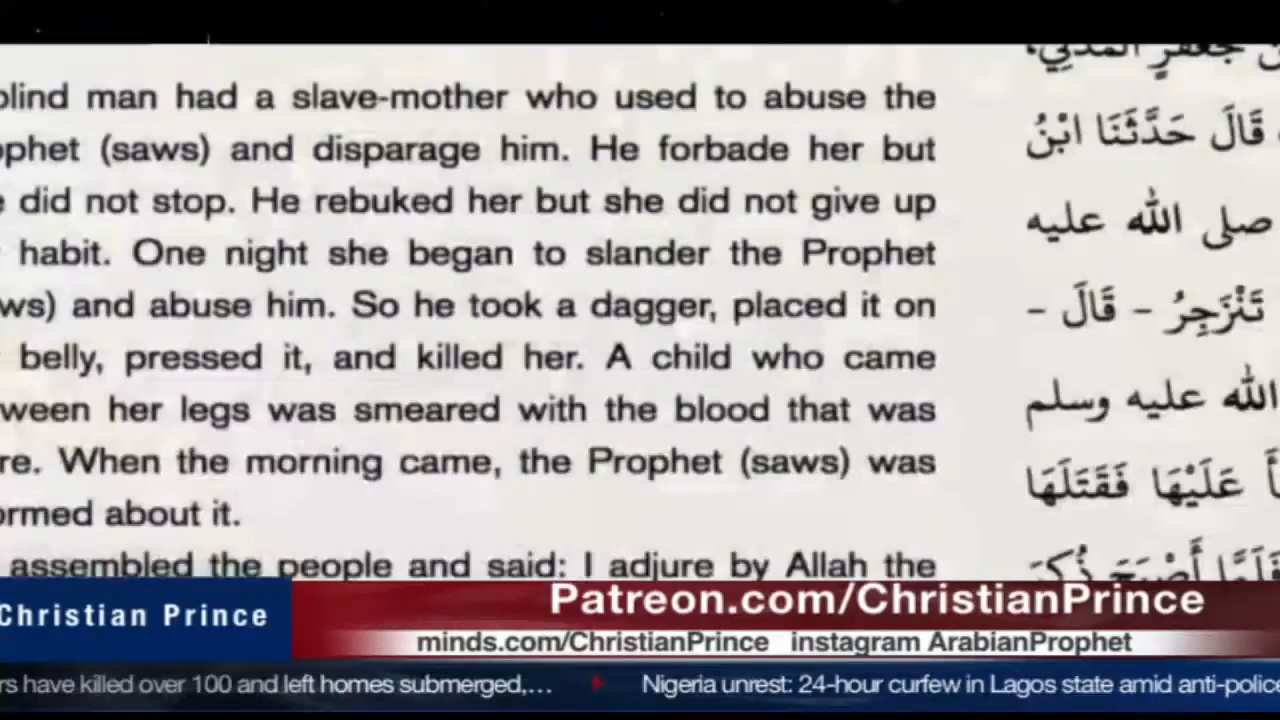 blind man had a slave-mother who used to abuse the
ophet (saws) and disparage him. He forbade her but
e did not stop. He rebuked her but she did not give up
habit. One night she began to slander the Prophet
ws) and abuse him. So he took a dagger, placed it on
belly, pressed it, and killed her. A child who came
ween her legs was smeared with the blood that was
re. When the morning came, the Prophet (saws) was
ormed about it.
assembled the people and said: I adjure by Allah the
جَعْفَرٍ الْمَدَنِيِّ،
قَالَ حَدَّثَنَا ابْنُ
صلى الله عليه
تَنْزَجِرُ - قَالَ -
الله عليه وسلم
عَلَيْهَا فَقَتَلَهَا
فَلَمَّا أَصْبَحَ ذُكِرَ
Christian Prince
Patreon.com/ChristianPrince
minds.com/ChristianPrince instagram ArabianProphet
rs have killed over 100 and left homes submerged,... Nigeria unrest: 24-hour curfew in Lagos state amid anti-police